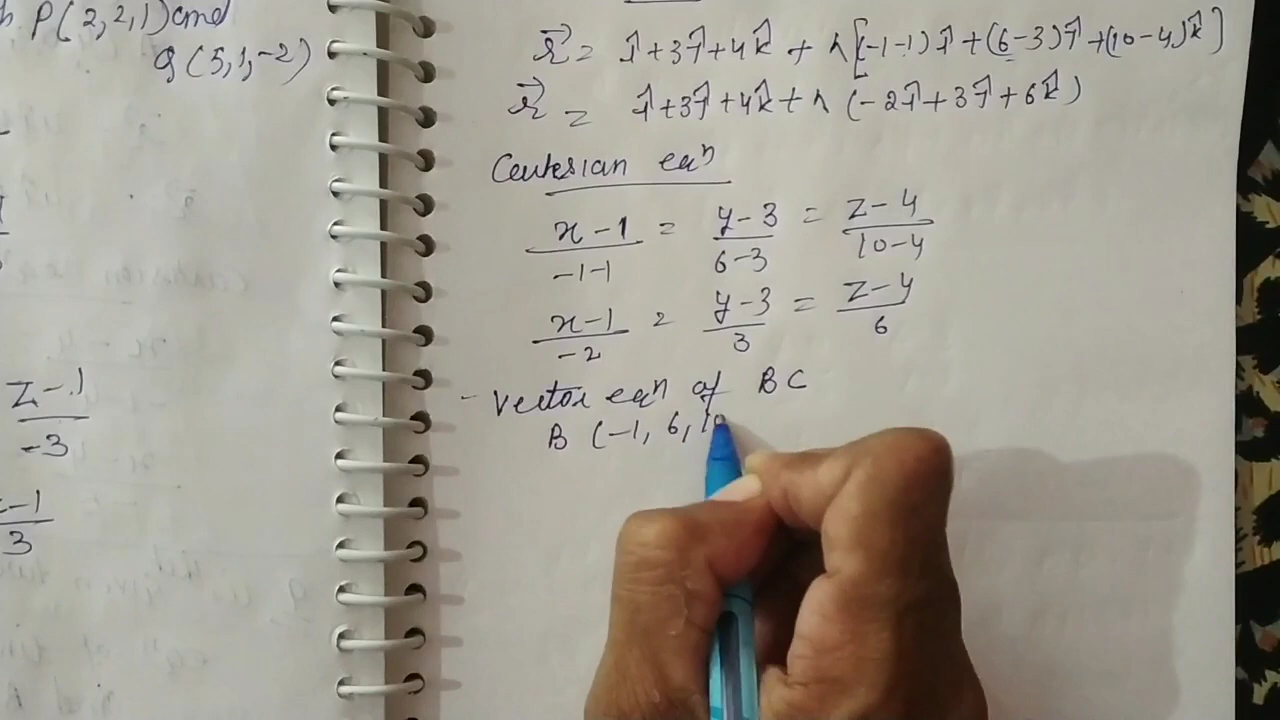 P(2,2,1) and
Q(5,1,-2)
z-1
-3
-1
3
r⃗ = î+3ĵ+4k̂ + λ[(-1-1)î+(6-3)ĵ+(10-4)k̂]
r⃗ = î+3ĵ+4k̂+λ(-2î+3ĵ+6k̂)
Cartesian eqn
x-1/-1-1 = y-3/6-3 = z-4/10-4
x-1/-2 = y-3/3 = z-4/6
- Vector eqn of BC
B (-1, 6, 10